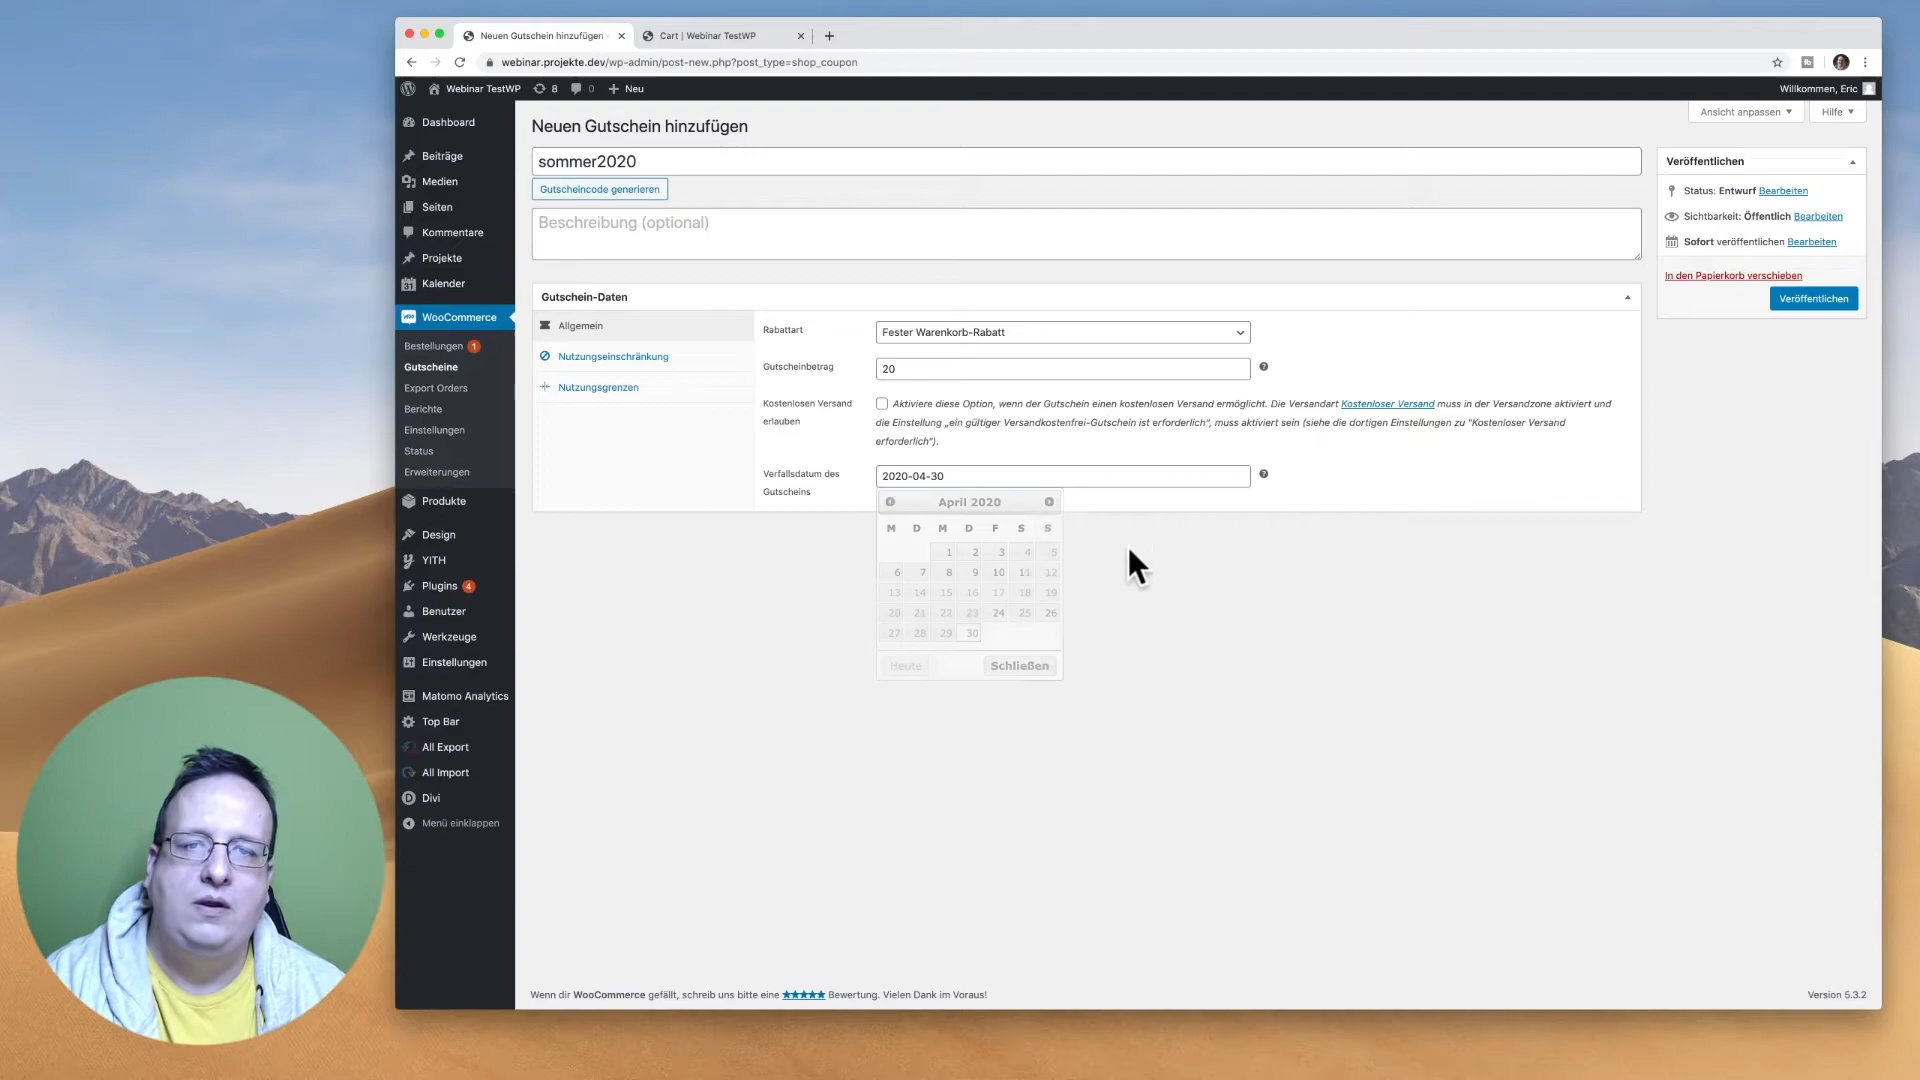 Neuen Gutschein hinzufügen
Cart | Webinar TestWP
webinar.projekte.dev/wp-admin/post-new.php?post_type=shop_coupon
Webinar TestWP
8
0
Neu
Willkommen, Eric
Dashboard
Beiträge
Medien
Seiten
Kommentare
Projekte
Kalender
31
WooCommerce
Bestellungen 1
Gutscheine
Export Orders
Berichte
Einstellungen
Status
Erweiterungen
Produkte
Design
YITH
Plugins 4
Benutzer
Werkzeuge
Einstellungen
Matomo Analytics
Top Bar
All Export
All Import
Divi
Menü einklappen
Ansicht anpassen
Hilfe
Neuen Gutschein hinzufügen
sommer2020
Gutscheincode generieren
Beschreibung (optional)
Gutschein-Daten
Allgemein
Nutzungseinschränkung
Nutzungsgrenzen
Rabattart
Fester Warenkorb-Rabatt
Gutscheinbetrag
20
Kostenlosen Versand
erlauben
Aktiviere diese Option, wenn der Gutschein einen kostenlosen Versand ermöglicht. Die Versandart Kostenloser Versand muss in der Versandzone aktiviert und
die Einstellung „ein gültiger Versandkostenfrei-Gutschein ist erforderlich“, muss aktiviert sein (siehe die dortigen Einstellungen zu "Kostenloser Versand
erforderlich").
Verfallsdatum des
Gutscheins
2020-04-30
April 2020
M D M D F S S
1 2 3 4 5
6 7 8 9 10 11 12
13 14 15 16 17 18 19
20 21 22 23 24 25 26
27 28 29 30
Heute
Schließen
Veröffentlichen
Status: Entwurf Bearbeiten
Sichtbarkeit: Öffentlich Bearbeiten
Sofort veröffentlichen Bearbeiten
In den Papierkorb verschieben
Veröffentlichen
Wenn dir WooCommerce gefällt, schreib uns bitte eine ★★★★★ Bewertung. Vielen Dank im Voraus!
Version 5.3.2